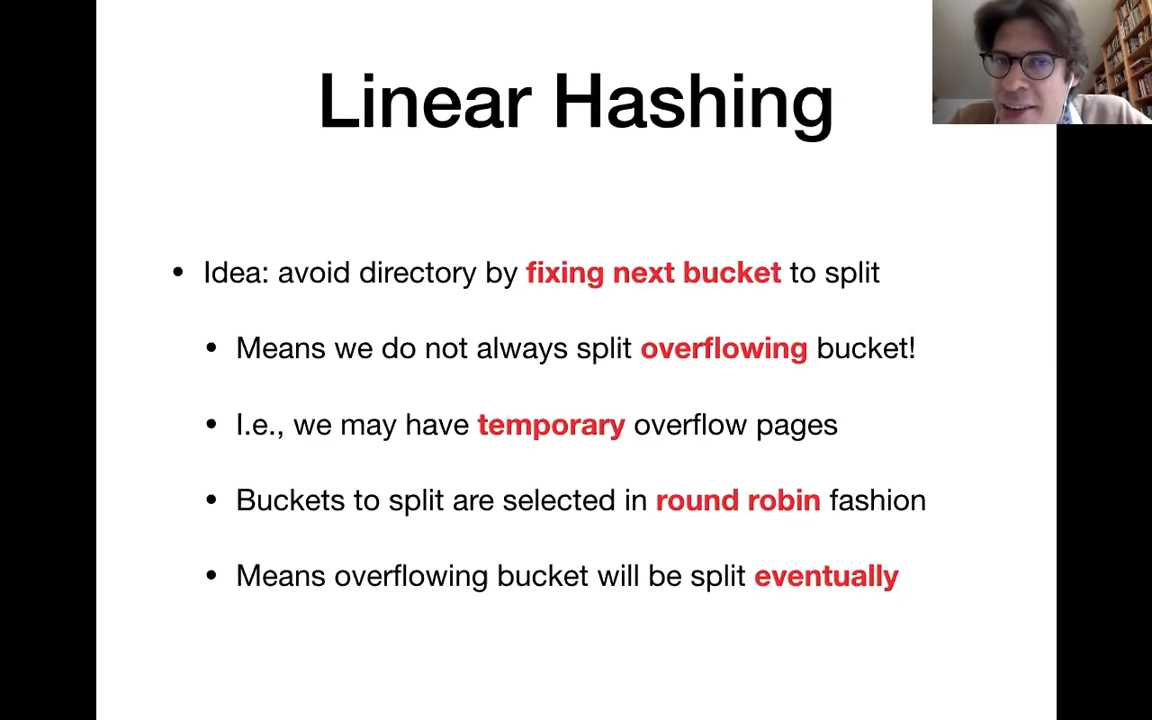 Linear Hashing
• Idea: avoid directory by fixing next bucket to split
• Means we do not always split overflowing bucket!
• I.e., we may have temporary overflow pages
• Buckets to split are selected in round robin fashion
• Means overflowing bucket will be split eventually